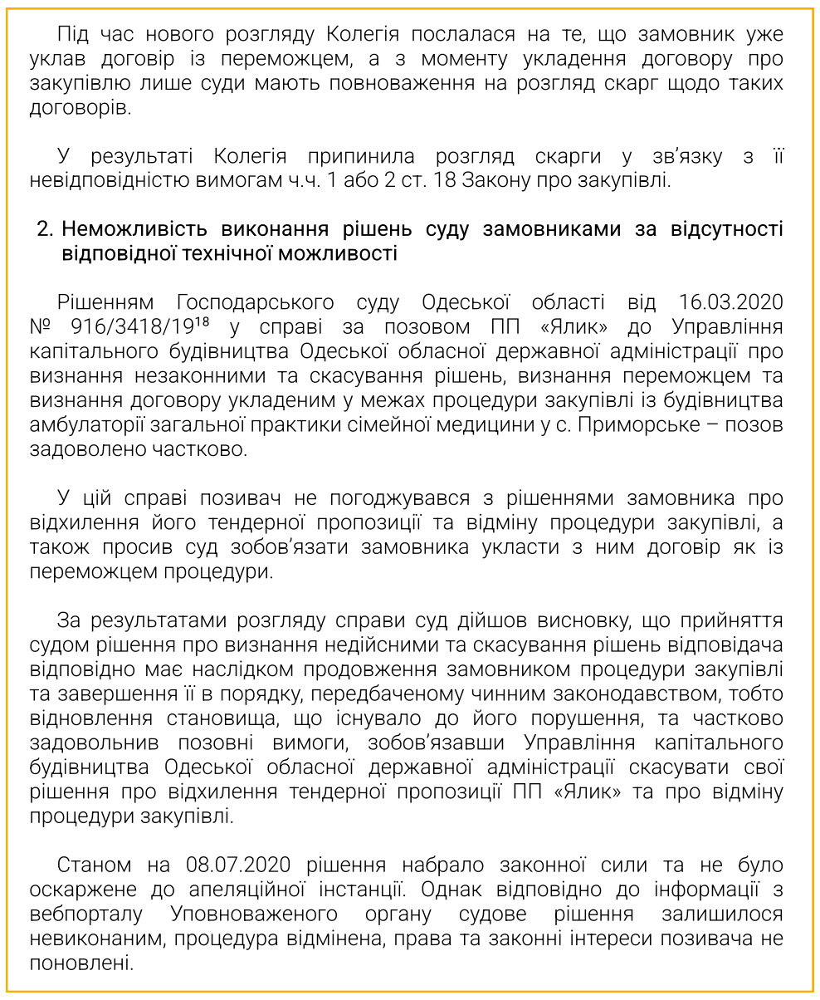 Під час нового розгляду Колегія послалася на те, що замовник уже
уклав договір із переможцем, а з моменту укладення договору про
закупівлю лише суди мають повноваження на розгляд скарг щодо таких
договорів.
У результаті Колегія припинила розгляд скарги у зв’язку з її
невідповідністю вимогам ч.ч. 1 або 2 ст. 18 Закону про закупівлі.
2. Неможливість виконання рішень суду замовниками за відсутності
відповідної технічної можливості
Рішенням Господарського суду Одеської області від 16.03.2020
№ 916/3418/19¹⁸ у справі за позовом ПП «Ялик» до Управління
капітального будівництва Одеської обласної державної адміністрації про
визнання незаконними та скасування рішень, визнання переможцем та
визнання договору укладеним у межах процедури закупівлі із будівництва
амбулаторії загальної практики сімейної медицини у с. Приморське – позов
задоволено частково.
У цій справі позивач не погоджувався з рішеннями замовника про
відхилення його тендерної пропозиції та відміну процедури закупівлі, а
також просив суд зобов’язати замовника укласти з ним договір як із
переможцем процедури.
За результатами розгляду справи суд дійшов висновку, що прийняття
судом рішення про визнання недійсними та скасування рішень відповідача
відповідно має наслідком продовження замовником процедури закупівлі
та завершення її в порядку, передбаченому чинним законодавством, тобто
відновлення становища, що існувало до його порушення, та частково
задовольнив позовні вимоги, зобов’язавши Управління капітального
будівництва Одеської обласної державної адміністрації скасувати свої
рішення про відхилення тендерної пропозиції ПП «Ялик» та про відміну
процедури закупівлі.
Станом на 08.07.2020 рішення набрало законної сили та не було
оскаржене до апеляційної інстанції. Однак відповідно до інформації з
вебпорталу Уповноваженого органу судове рішення залишилося
невиконаним, процедура відмінена, права та законні інтереси позивача не
поновлені.